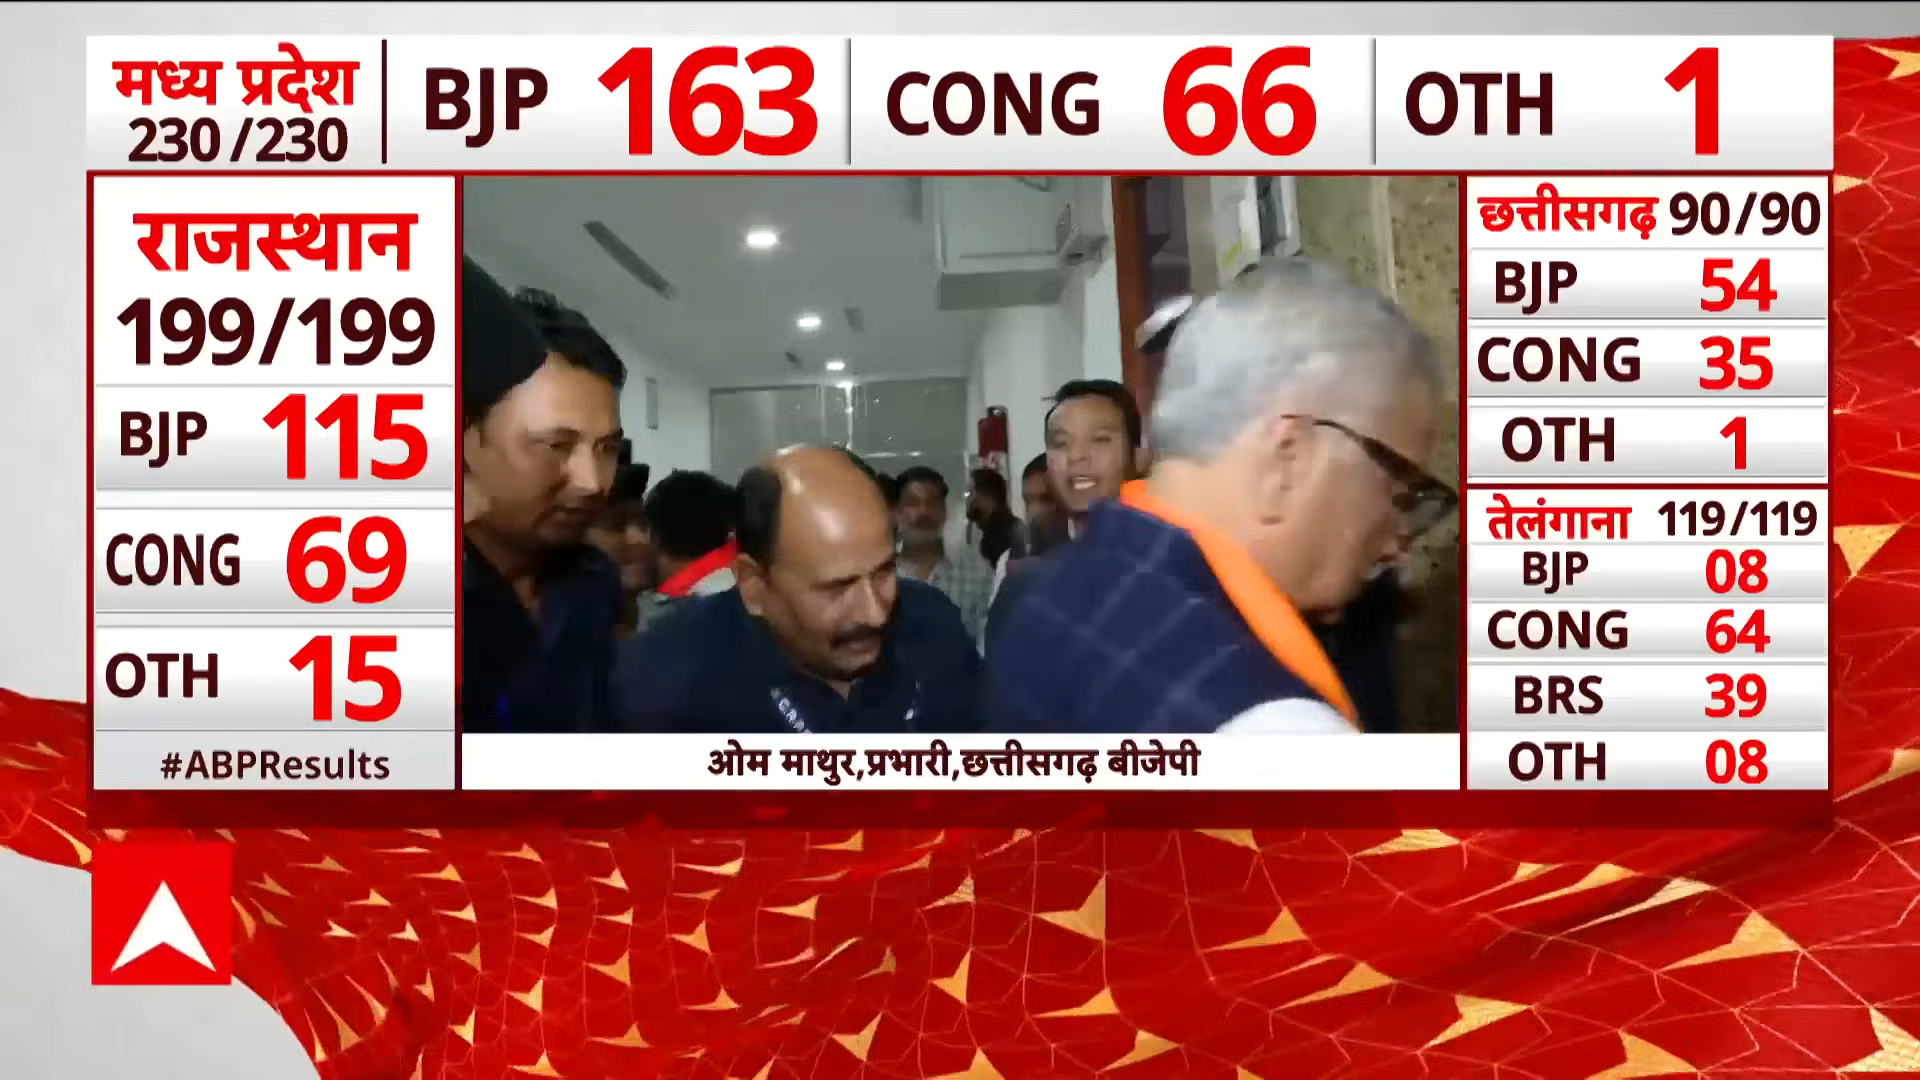 मध्य प्रदेश
230/230
BJP 163
CONG 66
OTH 1
राजस्थान
199/199
BJP 115
CONG 69
OTH 15
#ABPResults
ओम माथुर,प्रभारी,छत्तीसगढ़ बीजेपी
छत्तीसगढ़ 90/90
BJP 54
CONG 35
OTH 1
तेलंगाना 119/119
BJP 08
CONG 64
BRS 39
OTH 08